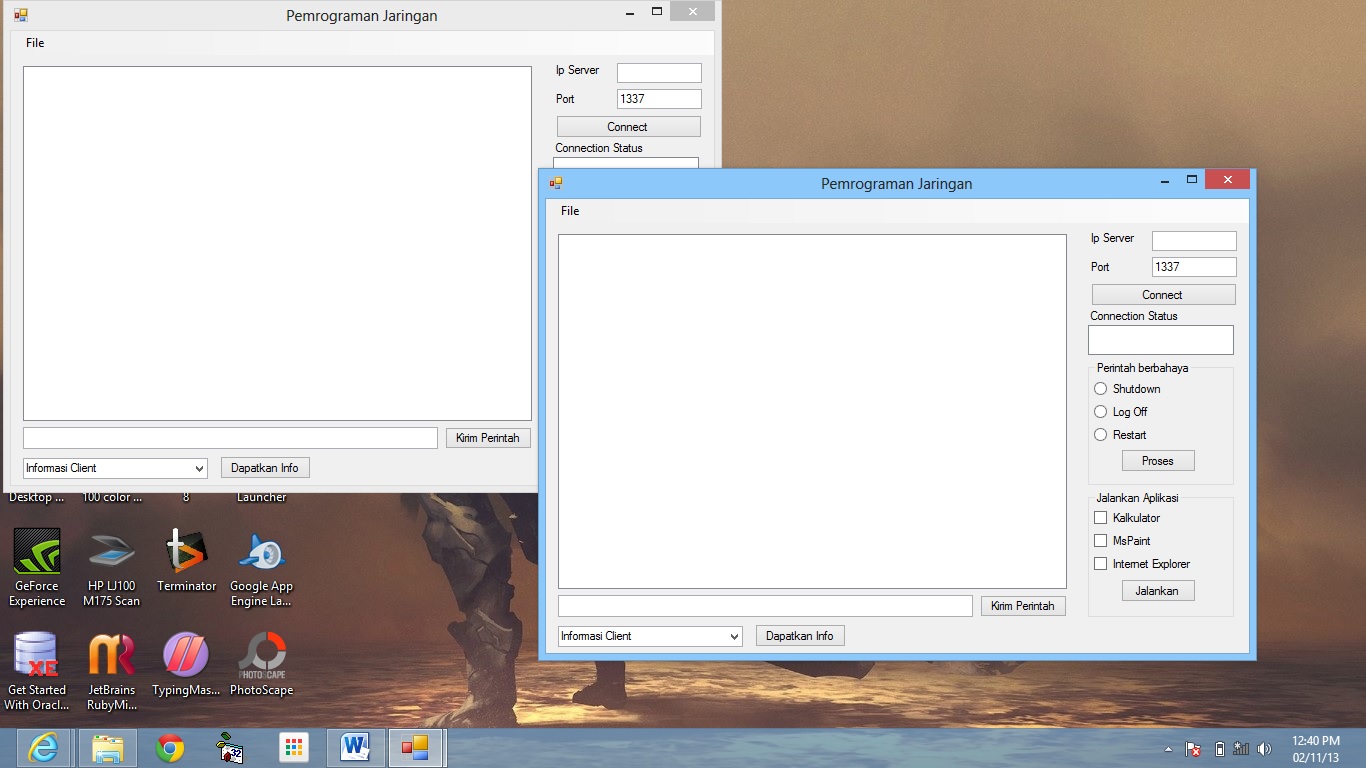 Pemrograman Jaringan
File
Ip Server
Port
1337
Connect
Connection Status
Kirim Perintah
Informasi Client
Dapatkan Info
Pemrograman Jaringan
File
Ip Server
Port
1337
Connect
Connection Status
Perintah berbahaya
Shutdown
Log Off
Restart
Proses
Jalankan Aplikasi
Kalkulator
MsPaint
Internet Explorer
Jalankan
Kirim Perintah
Informasi Client
Dapatkan Info
Desktop ...
100 color ...
8
Launcher
GeForce
Experience
HP LJ100
M175 Scan
Terminator
Google App
Engine La...
XE
Get Started
With Oracl...
JetBrains
RubyMi...
TypingMas...
PHOTOSCAPE
PhotoScape
32
12:40 PM
02/11/13